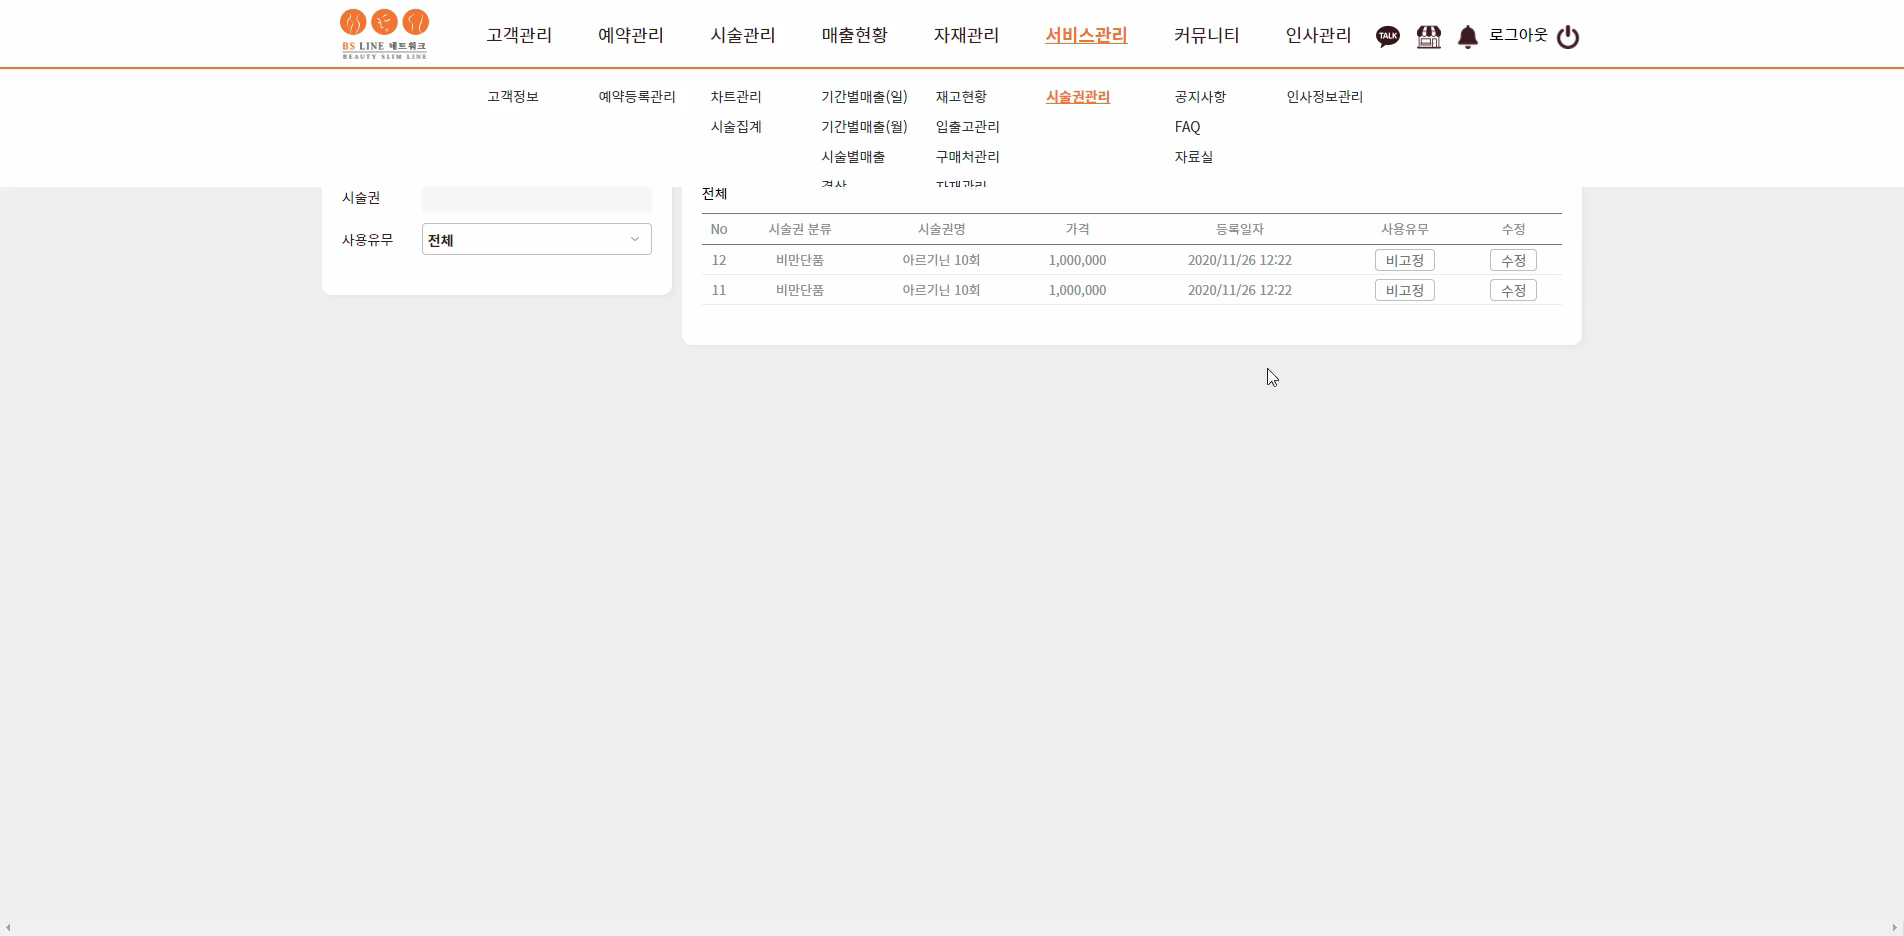 BS LINE 네트워크
BEAUTY SLIM LINE
고객관리 예약관리 시술관리 매출현황 자재관리 서비스관리 커뮤니티 인사관리 TALK 로그아웃
고객정보 예약등록관리 차트관리 기간별매출(일) 재고현황 시술권관리 공지사항 인사정보관리
시술집계 기간별매출(월) 입출고관리 FAQ
시술별매출 구매처관리 자료실
결산 자재관리
시술권 전체
사용유무 전체
No 시술권 분류 시술권명 가격 등록일자 사용유무 수정
12 비만단품 아르기닌 10회 1,000,000 2020/11/26 12:22 비고정 수정
11 비만단품 아르기닌 10회 1,000,000 2020/11/26 12:22 비고정 수정